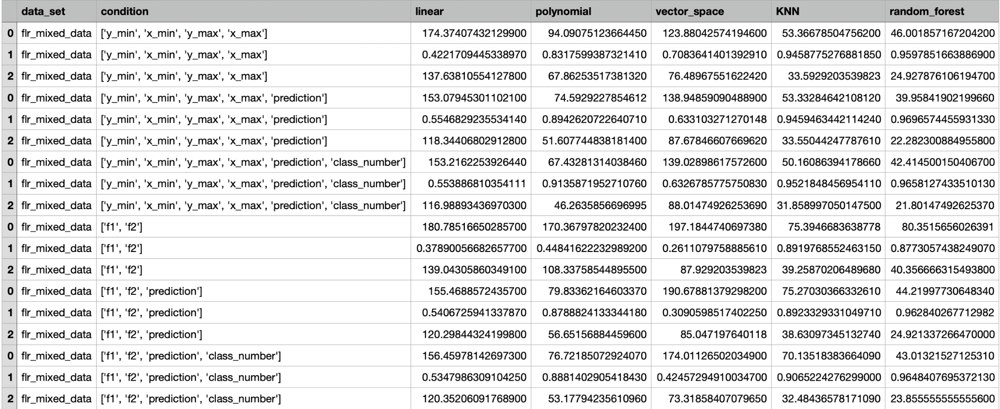 data_set condition linear polynomial vector_space KNN random_forest
0 flr_mixed_data ['y_min', 'x_min', 'y_max', 'x_max'] 174.37407432129900 94.09075123664450 123.88042574194600 53.36678504756200 46.001857167204200
1 flr_mixed_data ['y_min', 'x_min', 'y_max', 'x_max'] 0.4221709445338970 0.8317599387321410 0.7083641401392910 0.9458775276881850 0.9597851663886900
2 flr_mixed_data ['y_min', 'x_min', 'y_max', 'x_max'] 137.63810554127800 67.86253517381320 76.48967551622420 33.5929203539823 24.927876106194700
0 flr_mixed_data ['y_min', 'x_min', 'y_max', 'x_max', 'prediction'] 153.07945301102100 74.5929227854612 138.94859090488900 53.33284642108120 39.95841902199660
1 flr_mixed_data ['y_min', 'x_min', 'y_max', 'x_max', 'prediction'] 0.5546829235534140 0.8942620722640710 0.633103271270148 0.9459463442114240 0.9696574455931330
2 flr_mixed_data ['y_min', 'x_min', 'y_max', 'x_max', 'prediction'] 118.34406802912800 51.607744838181400 87.67846607669620 33.55044247787610 22.282300884955800
0 flr_mixed_data ['y_min', 'x_min', 'y_max', 'x_max', 'prediction', 'class_number'] 153.2162253926440 67.43281314038460 139.02898617572600 50.16086394178660 42.414500150406700
1 flr_mixed_data ['y_min', 'x_min', 'y_max', 'x_max', 'prediction', 'class_number'] 0.553886810354111 0.9135871952710760 0.6326785775750830 0.9521848456954110 0.9658127433510130
2 flr_mixed_data ['y_min', 'x_min', 'y_max', 'x_max', 'prediction', 'class_number'] 116.98893436970300 46.2635856696995 88.01474926253690 31.858997050147500 21.80147492625370
0 flr_mixed_data ['f1', 'f2'] 180.78516650285700 170.36797820232400 197.1844740697380 75.3946683638778 80.3515656026391
1 flr_mixed_data ['f1', 'f2'] 0.37890056682657700 0.44841622232989200 0.2611079758885610 0.8919768552463150 0.8773057438249070
2 flr_mixed_data ['f1', 'f2'] 139.04305860349100 108.33758544895500 87.929203539823 39.25870206489680 40.356666315493800
0 flr_mixed_data ['f1', 'f2', 'prediction'] 155.4688572435700 79.83362164603370 190.67881379298200 75.27030366332610 44.21997730648340
1 flr_mixed_data ['f1', 'f2', 'prediction'] 0.5406725941337870 0.8788824133344180 0.3090598517402250 0.8923329331049710 0.962840267712982
2 flr_mixed_data ['f1', 'f2', 'prediction'] 120.29844324199800 56.65156884459600 85.047197640118 38.63097345132740 24.921337266470000
0 flr_mixed_data ['f1', 'f2', 'prediction', 'class_number'] 156.45978142697300 76.72185072924070 174.01126502034900 70.13518383664090 43.01321527125310
1 flr_mixed_data ['f1', 'f2', 'prediction', 'class_number'] 0.53479863091042​50 0.8881402905418430 0.42457294910034700 0.9065224276299000 0.9648407695372130
2 flr_mixed_data ['f1', 'f2', 'prediction', 'class_number'] 120.35206091768900 53.17794235610960 73.31858407079650 32.48436578171090 23.855555555555600